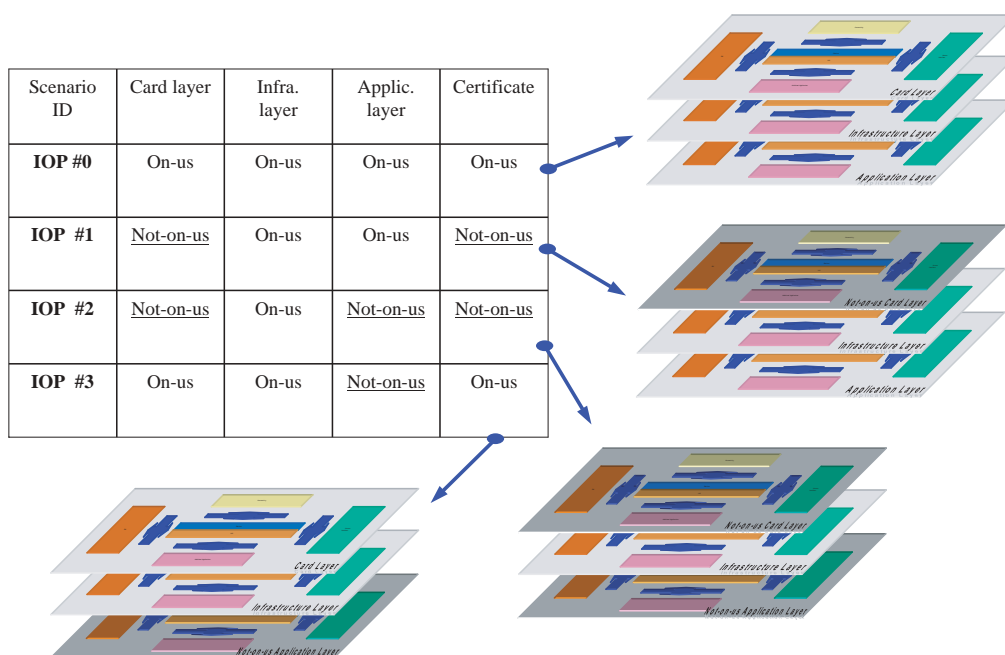 Scenario ID Card layer Infra. layer Applic. layer Certificate
IOP #0 On-us On-us On-us On-us
IOP #1 Not-on-us On-us On-us Not-on-us
IOP #2 Not-on-us On-us Not-on-us Not-on-us
IOP #3 On-us On-us Not-on-us On-us
Card Layer
Infrastructure Layer
Application Layer
Not-on-us Card Layer
Infrastructure Layer
Application Layer
Not-on-us Card Layer
Infrastructure Layer
Not-on-us Application Layer
Card Layer
Infrastructure Layer
Not-on-us Application Layer